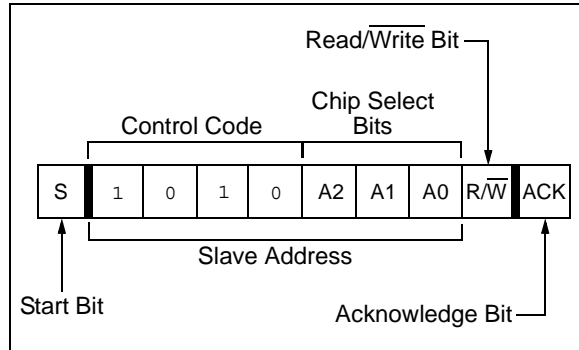 Read/Write Bit
Chip Select
Bits
Control Code
S 1 0 1 0 A2 A1 A0 R/W ACK
Slave Address
Start Bit
Acknowledge Bit